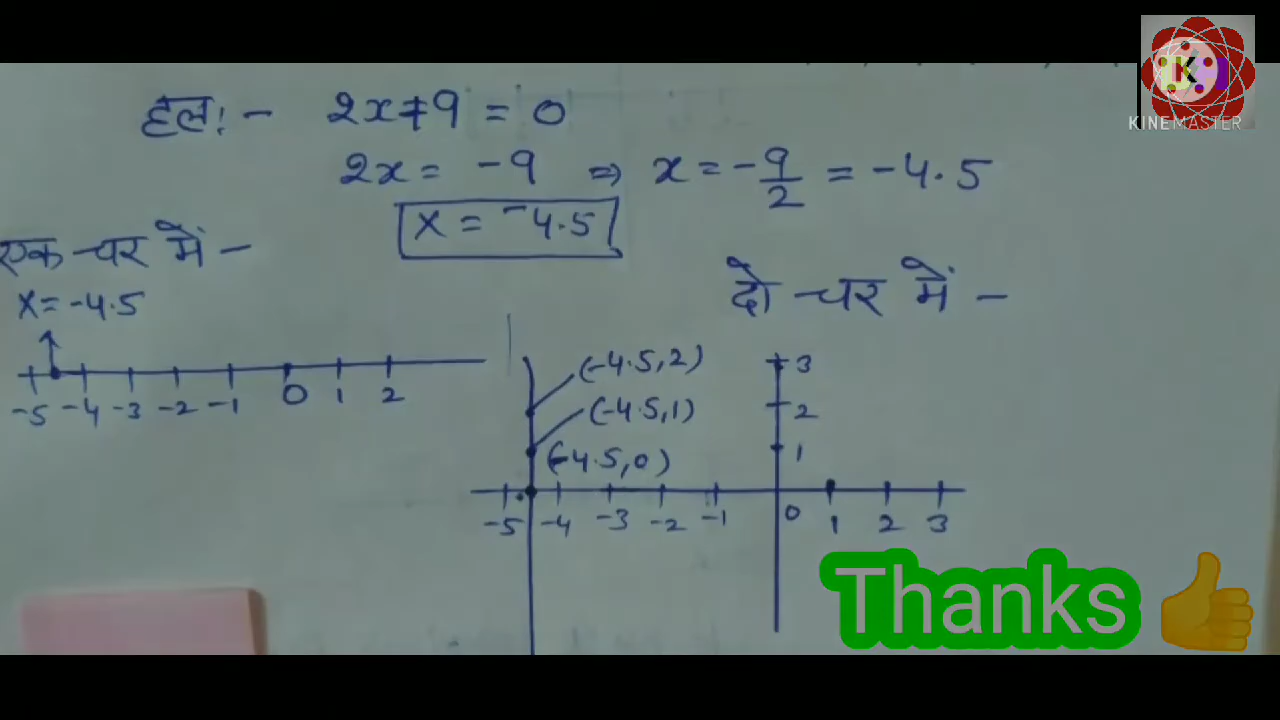 हलः- 2x+9 = 0
2x = -9 ⇒ x = -9/2 = -4.5
x = -4.5
एक चर में -
x = -4.5
-5 -4 -3 -2 -1 0 1 2
दो चर में -
(-4.5, 2)
(-4.5, 1)
(-4.5, 0)
3
2
1
-5 -4 -3 -2 -1 0 1 2 3
Thanks
K
KINEMASTER